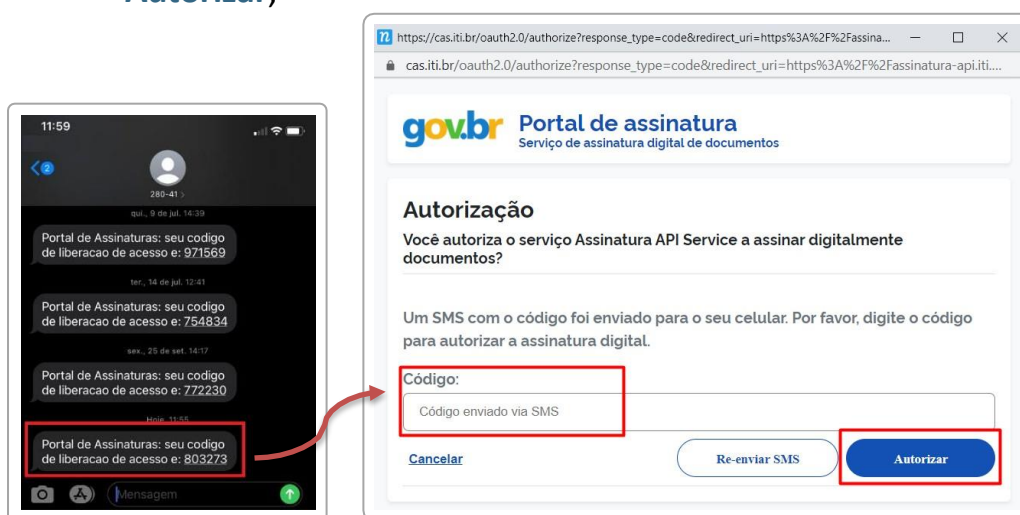 Autorizar,
11:59
2
280-41 >
qui., 9 de jul. 14:39
Portal de Assinaturas: seu codigo
de liberacao de acesso e: 971569
ter., 14 de jul. 12:41
Portal de Assinaturas: seu codigo
de liberacao de acesso e: 754834
sex., 25 de set. 14:17
Portal de Assinaturas: seu codigo
de liberacao de acesso e: 772230
Hoje 11:55
Portal de Assinaturas: seu codigo
de liberacao de acesso e: 803273
Mensagem
https://cas.iti.br/oauth2.0/authorize?response_type=code&redirect_uri=https%3A%2F%2Fassina...
cas.iti.br/oauth2.0/authorize?response_type=code&redirect_uri=https%3A%2F%2Fassinatura-api.iti....
gov.br Portal de assinatura
Serviço de assinatura digital de documentos
Autorização
Você autoriza o serviço Assinatura API Service a assinar digitalmente
documentos?
Um SMS com o código foi enviado para o seu celular. Por favor, digite o código
para autorizar a assinatura digital.
Código:
Código enviado via SMS
Cancelar Re-enviar SMS Autorizar